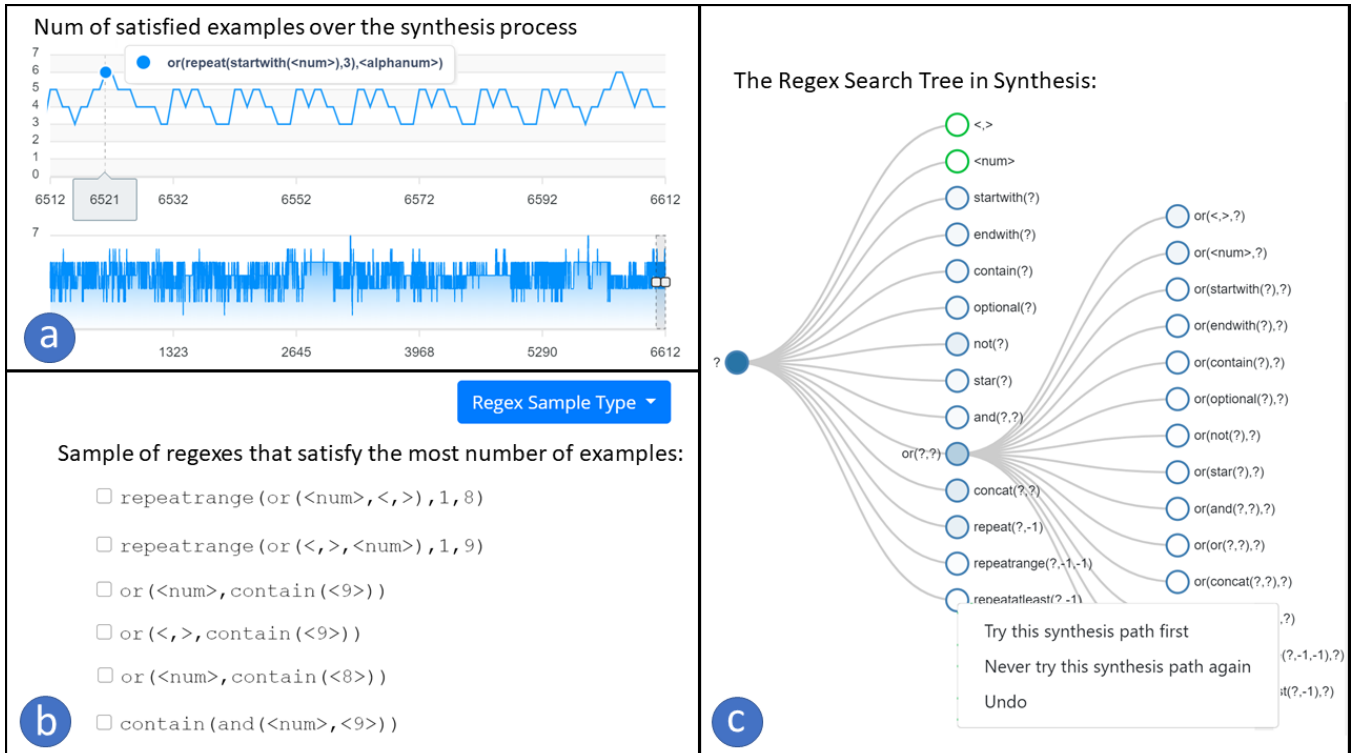 Num of satisfied examples over the synthesis process
7
6
5
4
3
2
1
0
or(repeat(startwith(<num>),3),<alphanum>)
6512 6521 6532 6552 6572 6592 6612
7
1323 2645 3968 5290 6612
a
Regex Sample Type
Sample of regexes that satisfy the most number of examples:
repeatrange(or(<num>,<,>),1,8)
repeatrange(or(<,>,<num>),1,9)
or(<num>,contain(<9>))
or(<,>,contain(<9>))
or(<num>,contain(<8>))
contain(and(<num>,<9>))
b
The Regex Search Tree in Synthesis:
?
<,>
<num>
startwith(?)
endwith(?)
contain(?)
optional(?)
not(?)
star(?)
and(?,?)
or(?,?)
concat(?,?)
repeat(?,-1)
repeatrange(?,-1,-1)
repeatatleast(?,-1)
or(<,>,?)
or(<num>,?)
or(startwith(?),?)
or(endwith(?),?)
or(contain(?),?)
or(optional(?),?)
or(not(?),?)
or(star(?),?)
or(and(?,?),?)
or(or(?,?),?)
or(concat(?,?),?)
,?)
(?,-1,-1),?)
st(?,-1),?)
Try this synthesis path first
Never try this synthesis path again
Undo
c